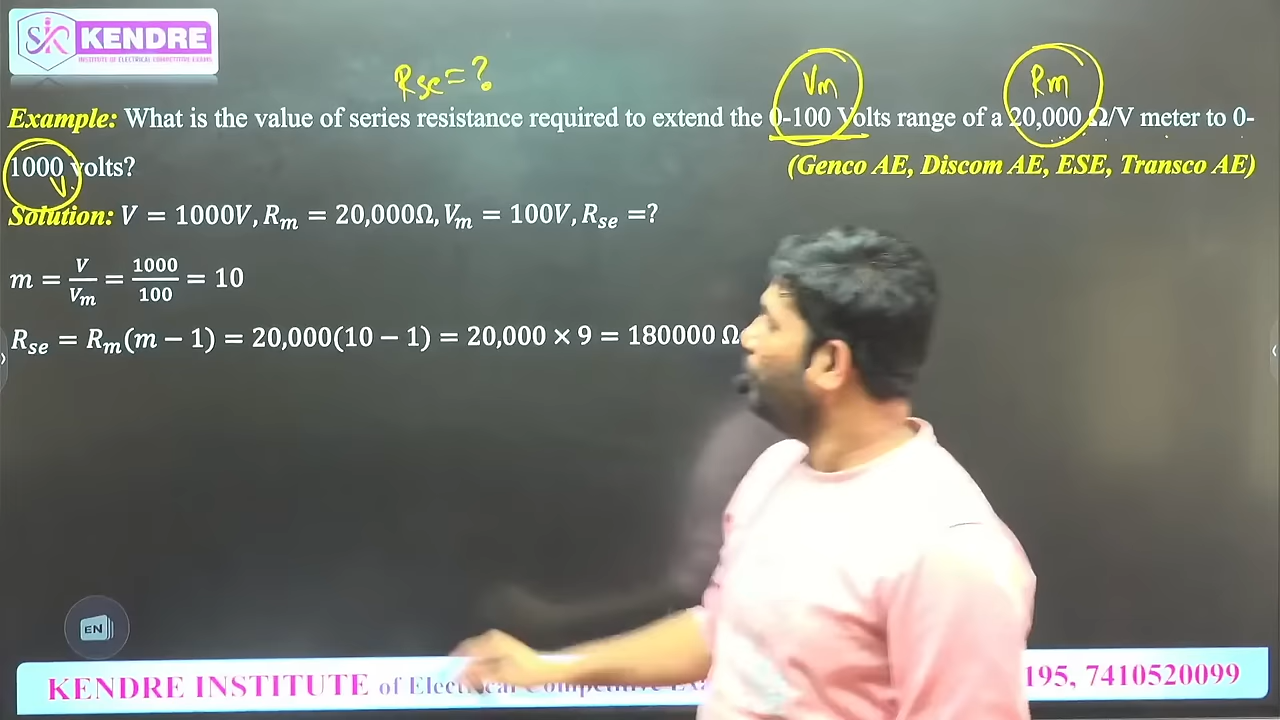 SIR KENDRE
INSTITUTE OF ELECTRICAL COMPETITIVE EXAMS
Rse = ?
Vm
Rm
Example: What is the value of series resistance required to extend the 0-100 Volts range of a 20,000 Ω/V meter to 0-
1000 volts?
V
(Genco AE, Discom AE, ESE, Transco AE)
Solution: V = 1000V, Rm = 20,000Ω, Vm = 100V, Rse =?
m = V/Vm = 1000/100 = 10
Rse = Rm(m − 1) = 20,000(10 − 1) = 20,000 × 9 = 180000 Ω
EN
KENDRE INSTITUTE of Electrical Competitive 195, 7410520099